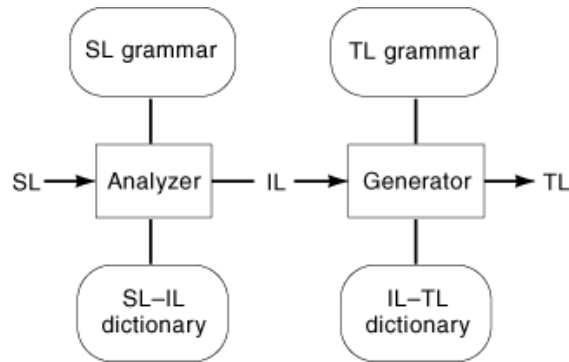 SL grammar
TL grammar
SL
Analyzer
IL
Generator
TL
SL–IL
dictionary
IL–TL
dictionary